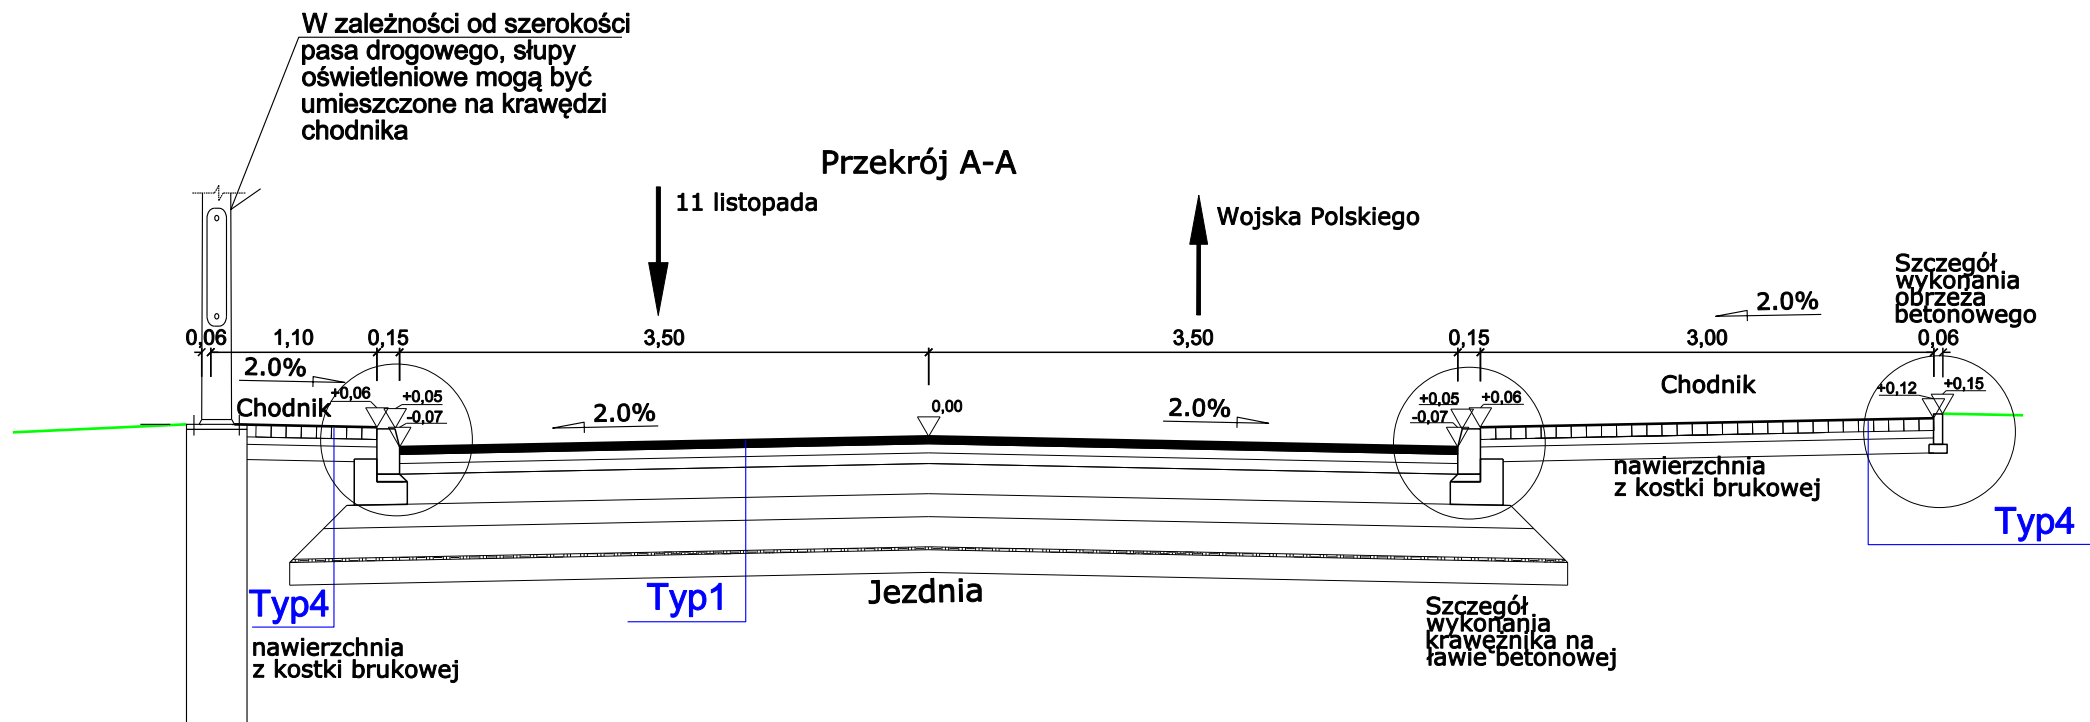 W zależności od szerokości
pasa drogowego, słupy
oświetleniowe mogą być
umieszczone na krawędzi
chodnika
Przekrój A-A
11 listopada
Wojska Polskiego
Szczegół
wykonania
obrzeża
betonowego
2.0%
0,06 1,10 0,15 3,50 3,50 0,15 3,00 0,06
2.0%
Chodnik
+0,06
+0,05
-0,07
2.0%
0,00
2.0%
+0,05
-0,07
+0,06
Chodnik
+0,12
+0,15
nawierzchnia
z kostki brukowej
Typ4
Typ4
Typ1
Jezdnia
nawierzchnia
z kostki brukowej
Szczegół
wykonania
krawężnika na
ławie betonowej